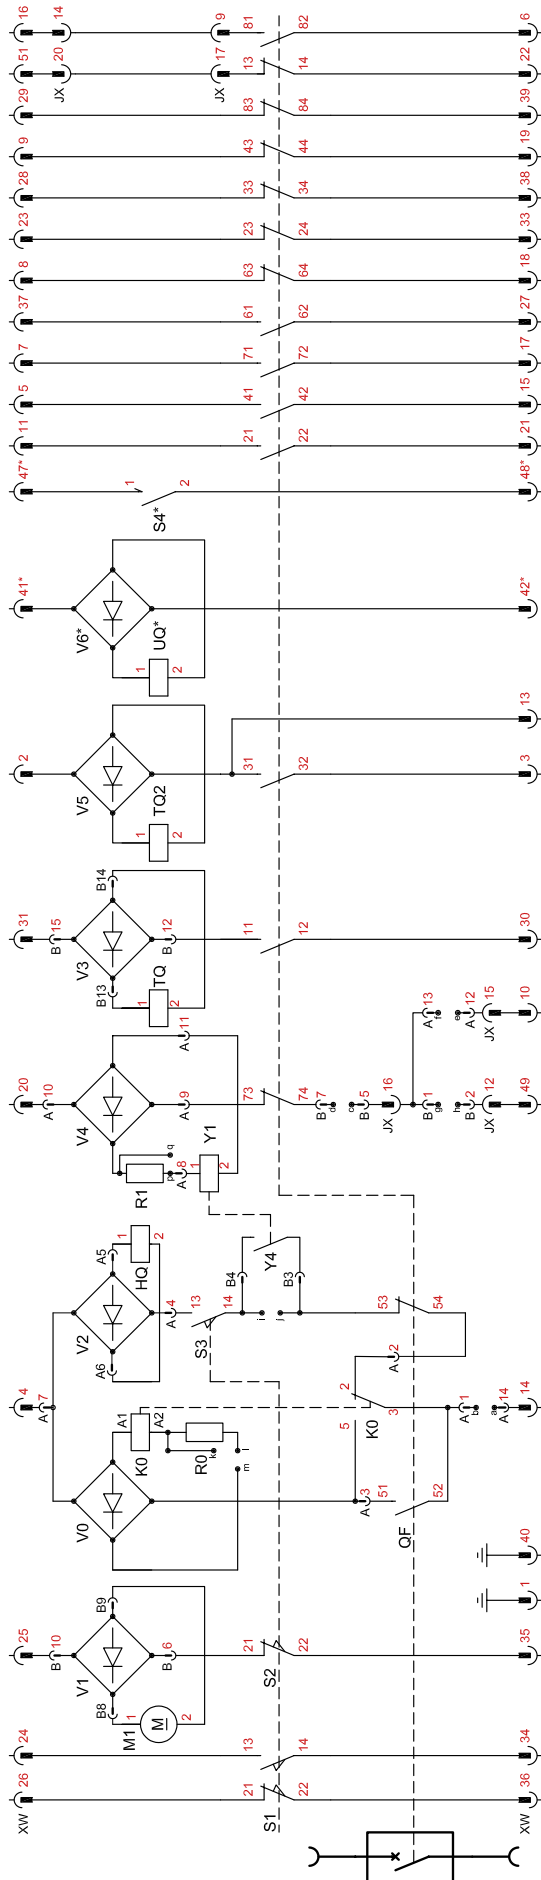 XW 26 24 25 4 20 31 2 41* 47* 11 5 7 37 8 23 28 9 29 51 16
B 10 A 7 A 10 B 15 JX 20 14
V1 V0 V2 V4 V3 V5 V6*
B8 B9 A6 A5 B13 B14
M1 1 M 2
A1 K0 A2
1 HQ 2
R1
1 TQ 2
1 TQ2 2
1 UQ* 2
S4* 1 2
B 6 A 4 A 9 A 11 B 12
p q A 8
R0 k l m
1 Y1 2
S3 13 14
JX 17 9
21 13 21 73 11 31 21 41 71 61 63 23 33 43 83 13 81
S1 S2
22 14 22 74 12 32 22 42 72 62 64 24 34 44 84 14 82
B4 Y4 B3
i j
B 7 d
c B 5
5 2 K0 3
A 3 A 2
51 QF 52
53 54
JX 16
B 1 g A 13 f
h B 2 e A 12
A 1 b
a A 14
JX 12 JX 15
XW 36 34 35 1 40 14 49 10 30 3 13 42* 48* 21 15 17 27 18 33 38 19 39 22 6